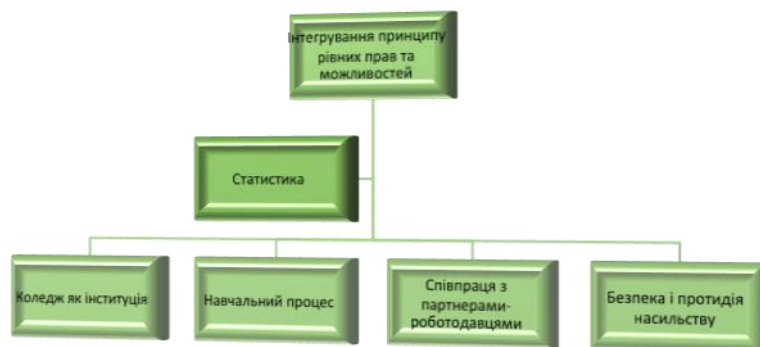 Інтегрування принципу
рівних прав та
можливостей
Статистика
Коледж як інституція
Навчальний процес
Співпраця з
партнерами-
роботодавцями
Безпека і протидія
насильству